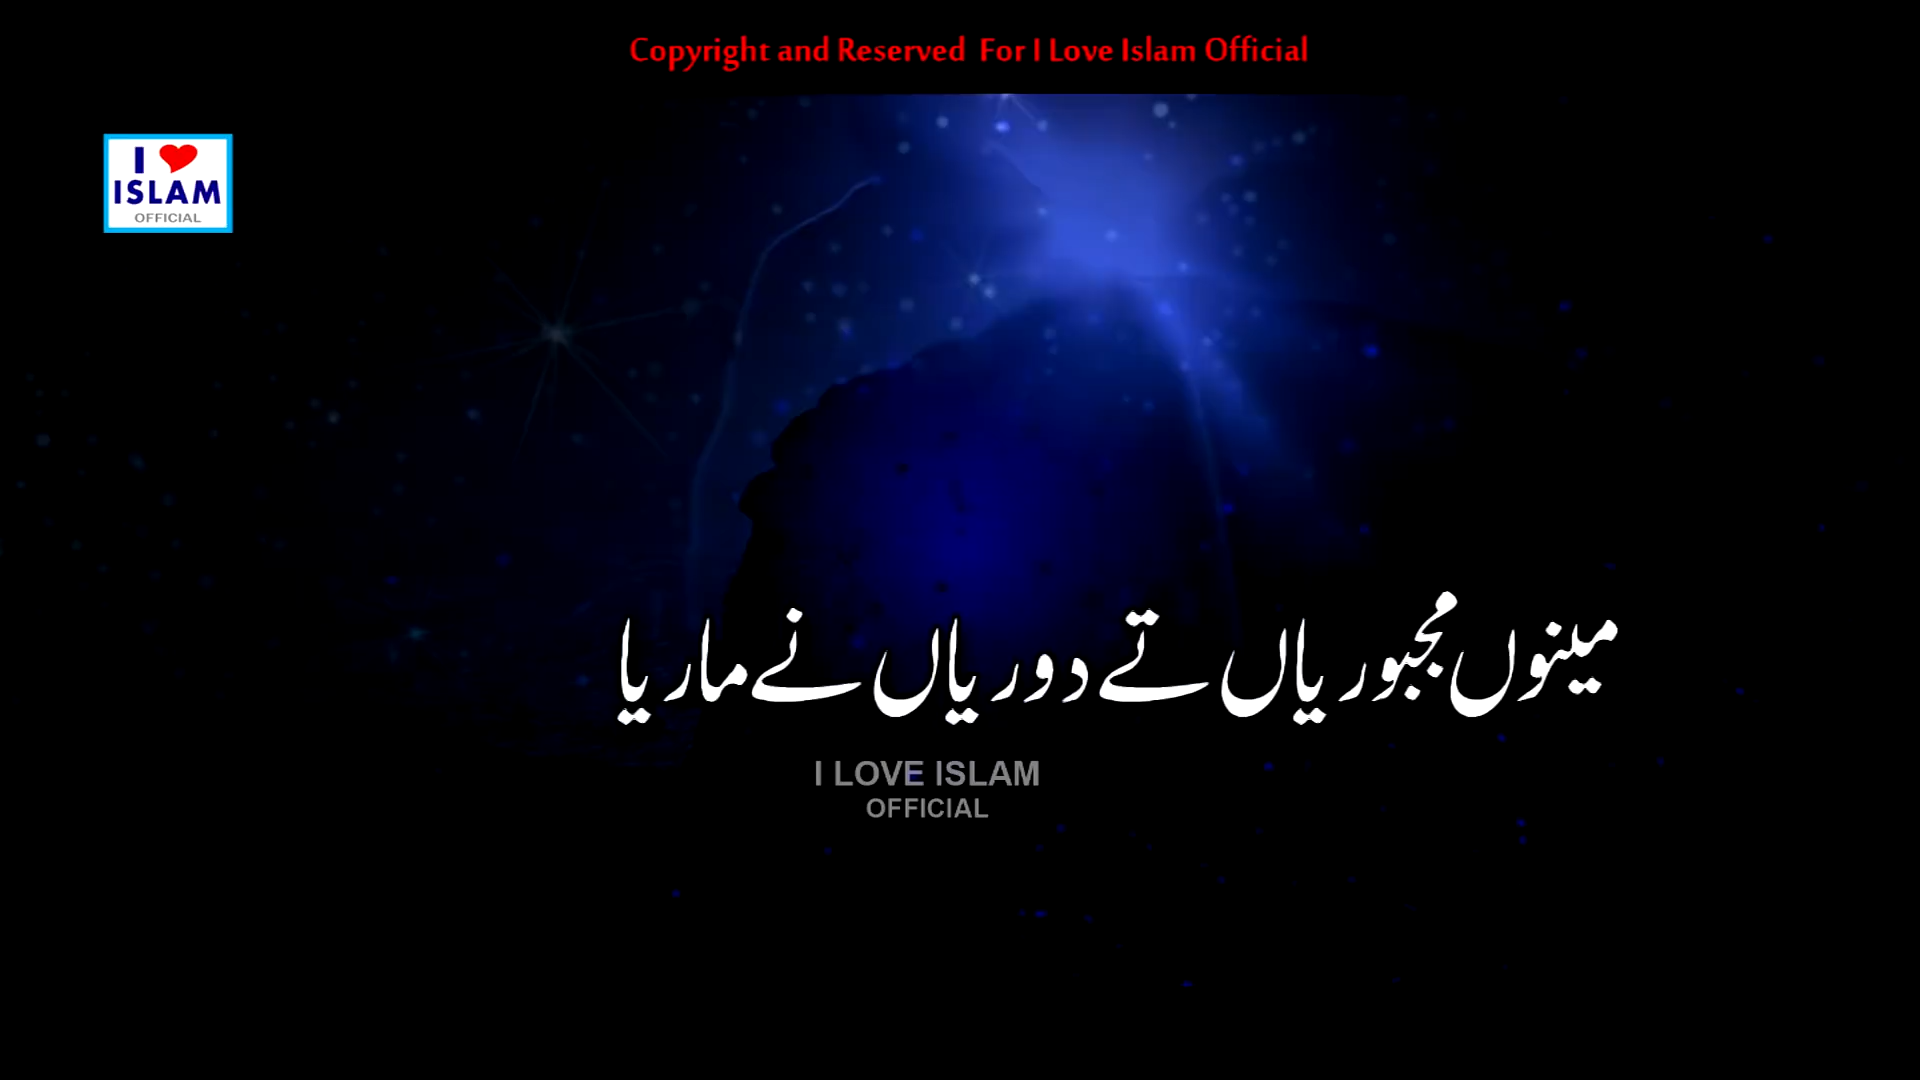 Copyright and Reserved For I Love Islam Official
I
ISLAM
OFFICIAL
مینوں مجبوریاں تے دوریاں نے ماریا
I LOVE ISLAM
OFFICIAL